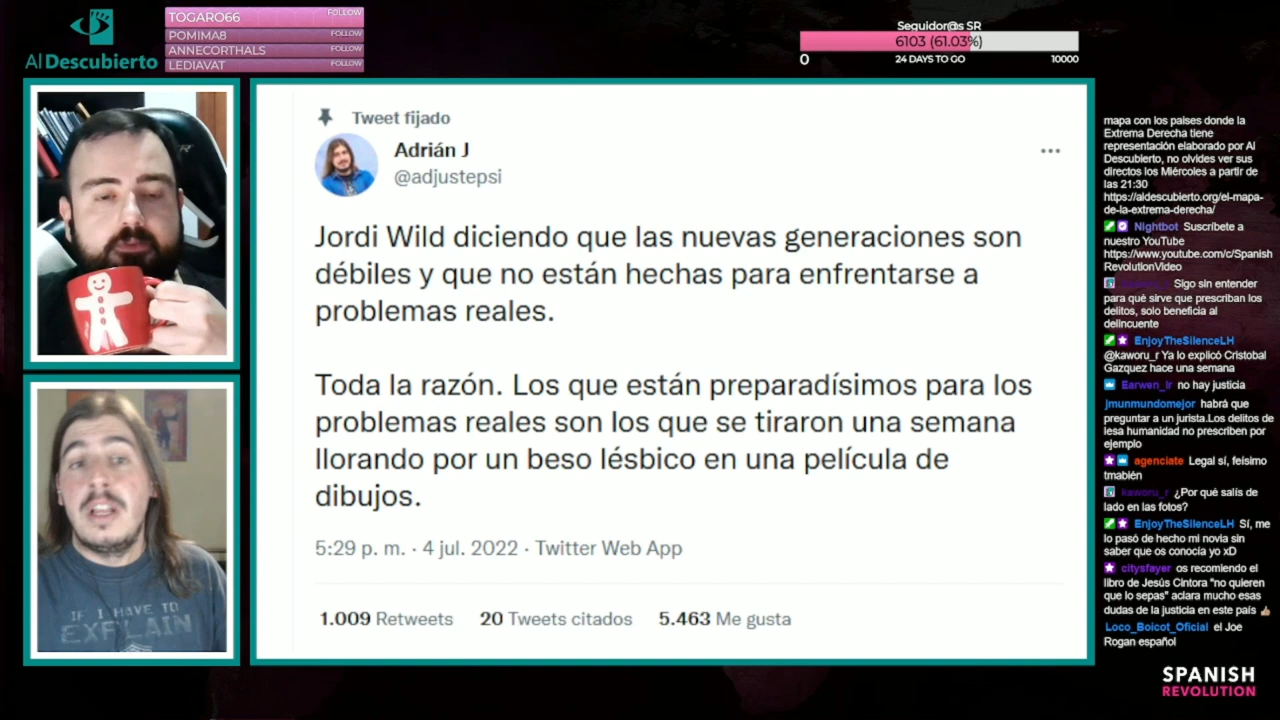 Al Descubierto
TOGARO66 FOLLOW
POMIMA8 FOLLOW
ANNECORTHALS FOLLOW
LEDIAVAT FOLLOW
Seguidor@s SR
6103 (61.03%)
0 24 DAYS TO GO 10000
Tweet fijado
Adrián J
@adjustepsi
Jordi Wild diciendo que las nuevas generaciones son
débiles y que no están hechas para enfrentarse a
problemas reales.
Toda la razón. Los que están preparadísimos para los
problemas reales son los que se tiraron una semana
llorando por un beso lésbico en una película de
dibujos.
5:29 p. m. · 4 jul. 2022 · Twitter Web App
1.009 Retweets 20 Tweets citados 5.463 Me gusta
IF I HAVE TO
EXPLAIN
mapa con los paises donde la
Extrema Derecha tiene
representación elaborado por Al
Descubierto, no olvides ver sus
directos los Miércoles a partir de
las 21:30
https://aldescubierto.org/el-mapa-
de-la-extrema-derecha/
Nightbot Suscríbete a
nuestro YouTube
https://www.youtube.com/c/Spanish
RevolutionVideo
kaworu_r Sigo sin entender
para qué sirve que prescriban los
delitos, solo beneficia al
delincuente
EnjoyTheSilenceLH
@kaworu_r Ya lo explicó Cristobal
Gazquez hace una semana
Earwen_Ir no hay justicia
jmunmundomejor habrá que
preguntar a un jurista.Los delitos de
lesa humanidad no prescriben por
ejemplo
agenciate Legal sí, feísimo
tmabién
kaworu_r ¿Por qué salís de
lado en las fotos?
EnjoyTheSilenceLH Sí, me
lo pasó de hecho mi novia sin
saber que os conocía yo xD
citysfayer os recomiendo el
libro de Jesús Cintora "no quieren
que lo sepas" aclara mucho esas
dudas de la justicia en este país
Loco_Boicot_Oficial el Joe
Rogan español
SPANISH
REVOLUTION